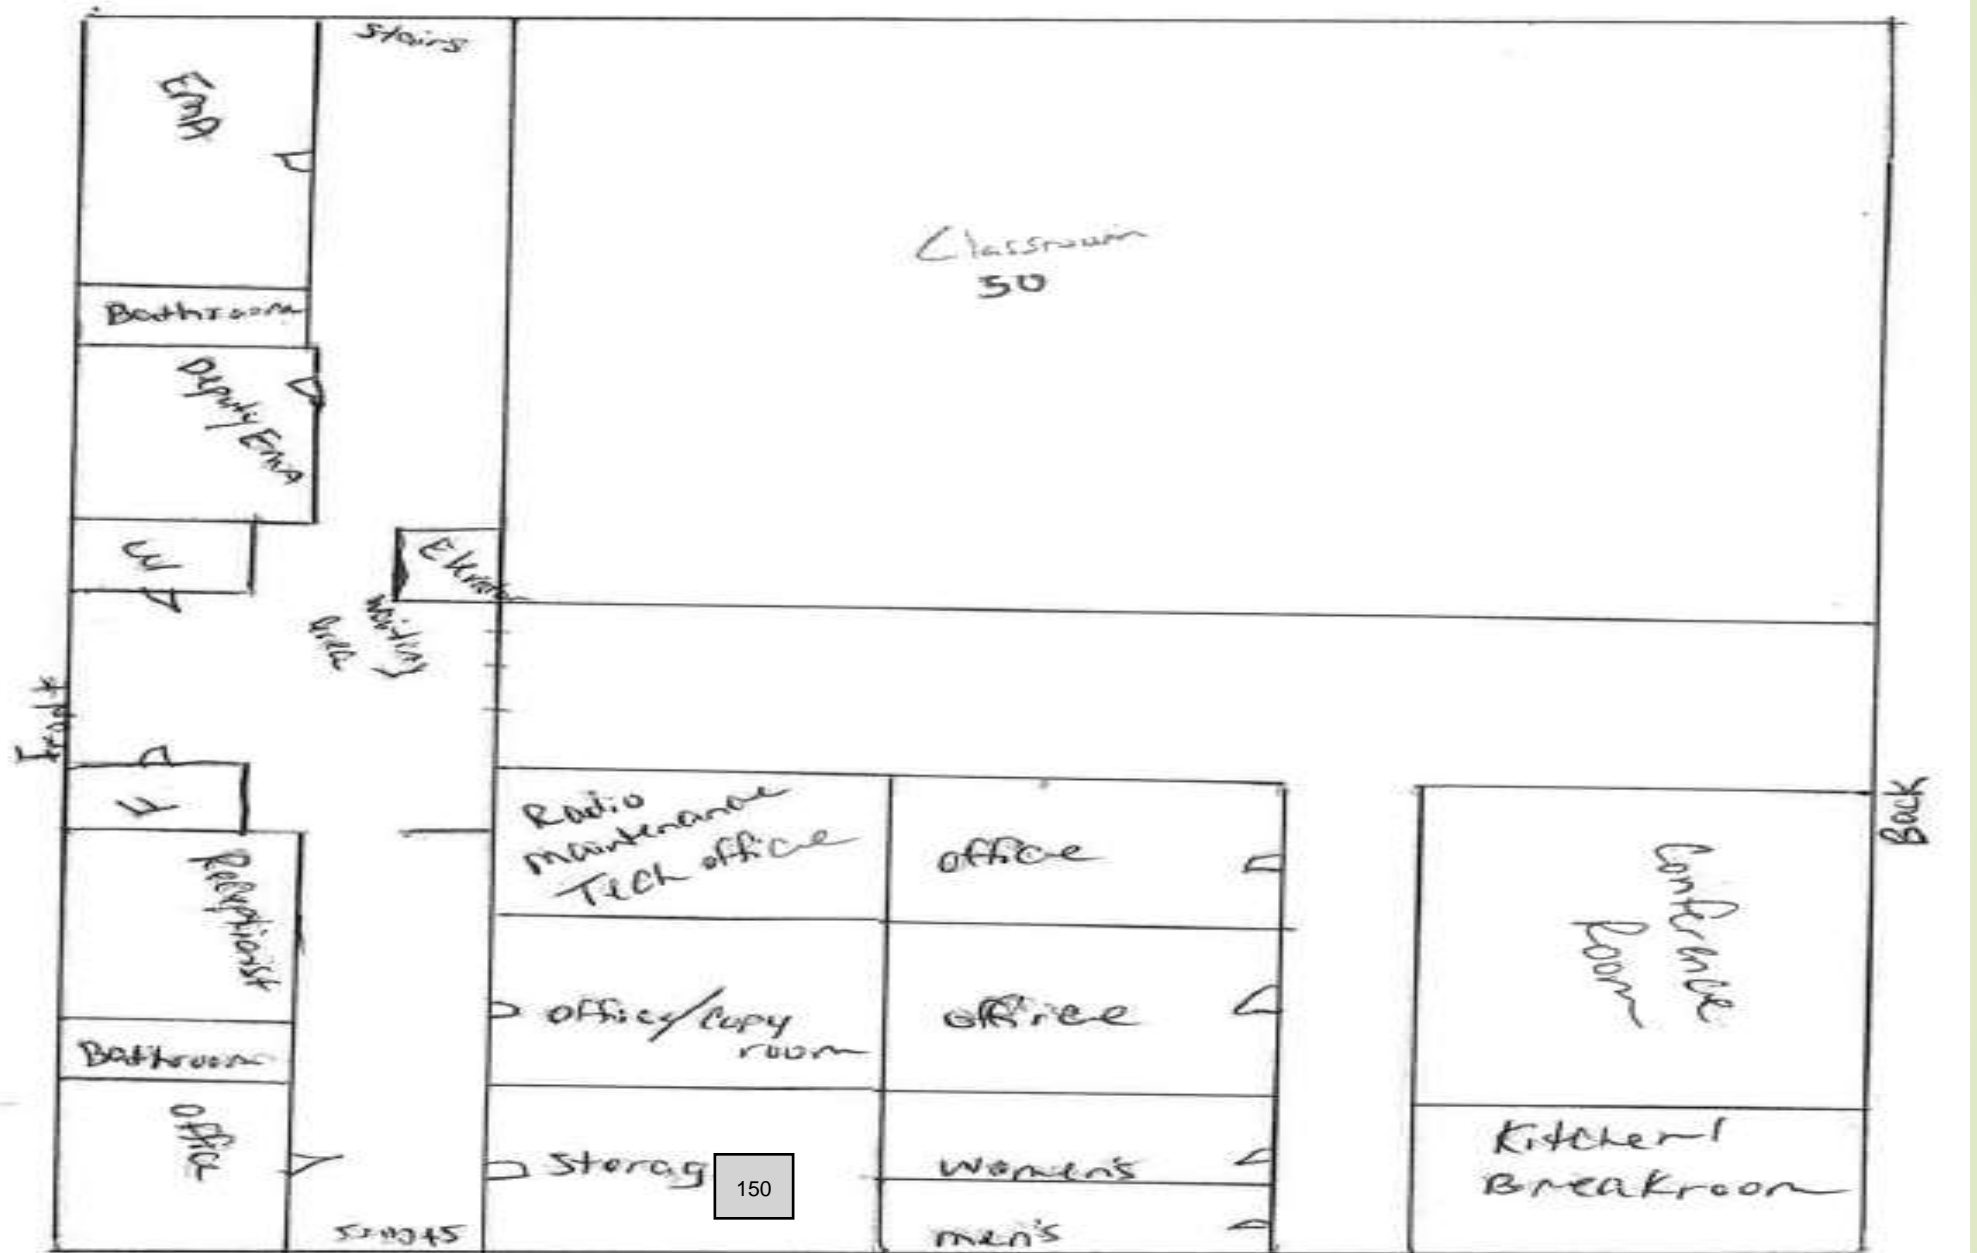 Stairs
EMA
Classroom
50
Bathroom
Deputy EMA
M
Elevator
Waiting
Area
Front
F
Radio
Maintenance
Tech office
office
Back
Receptionist
Conference
Room
office/copy
room
office
Bathroom
office
Storag
150
Women's
men's
Kitchen/
Breakroom
Stairs